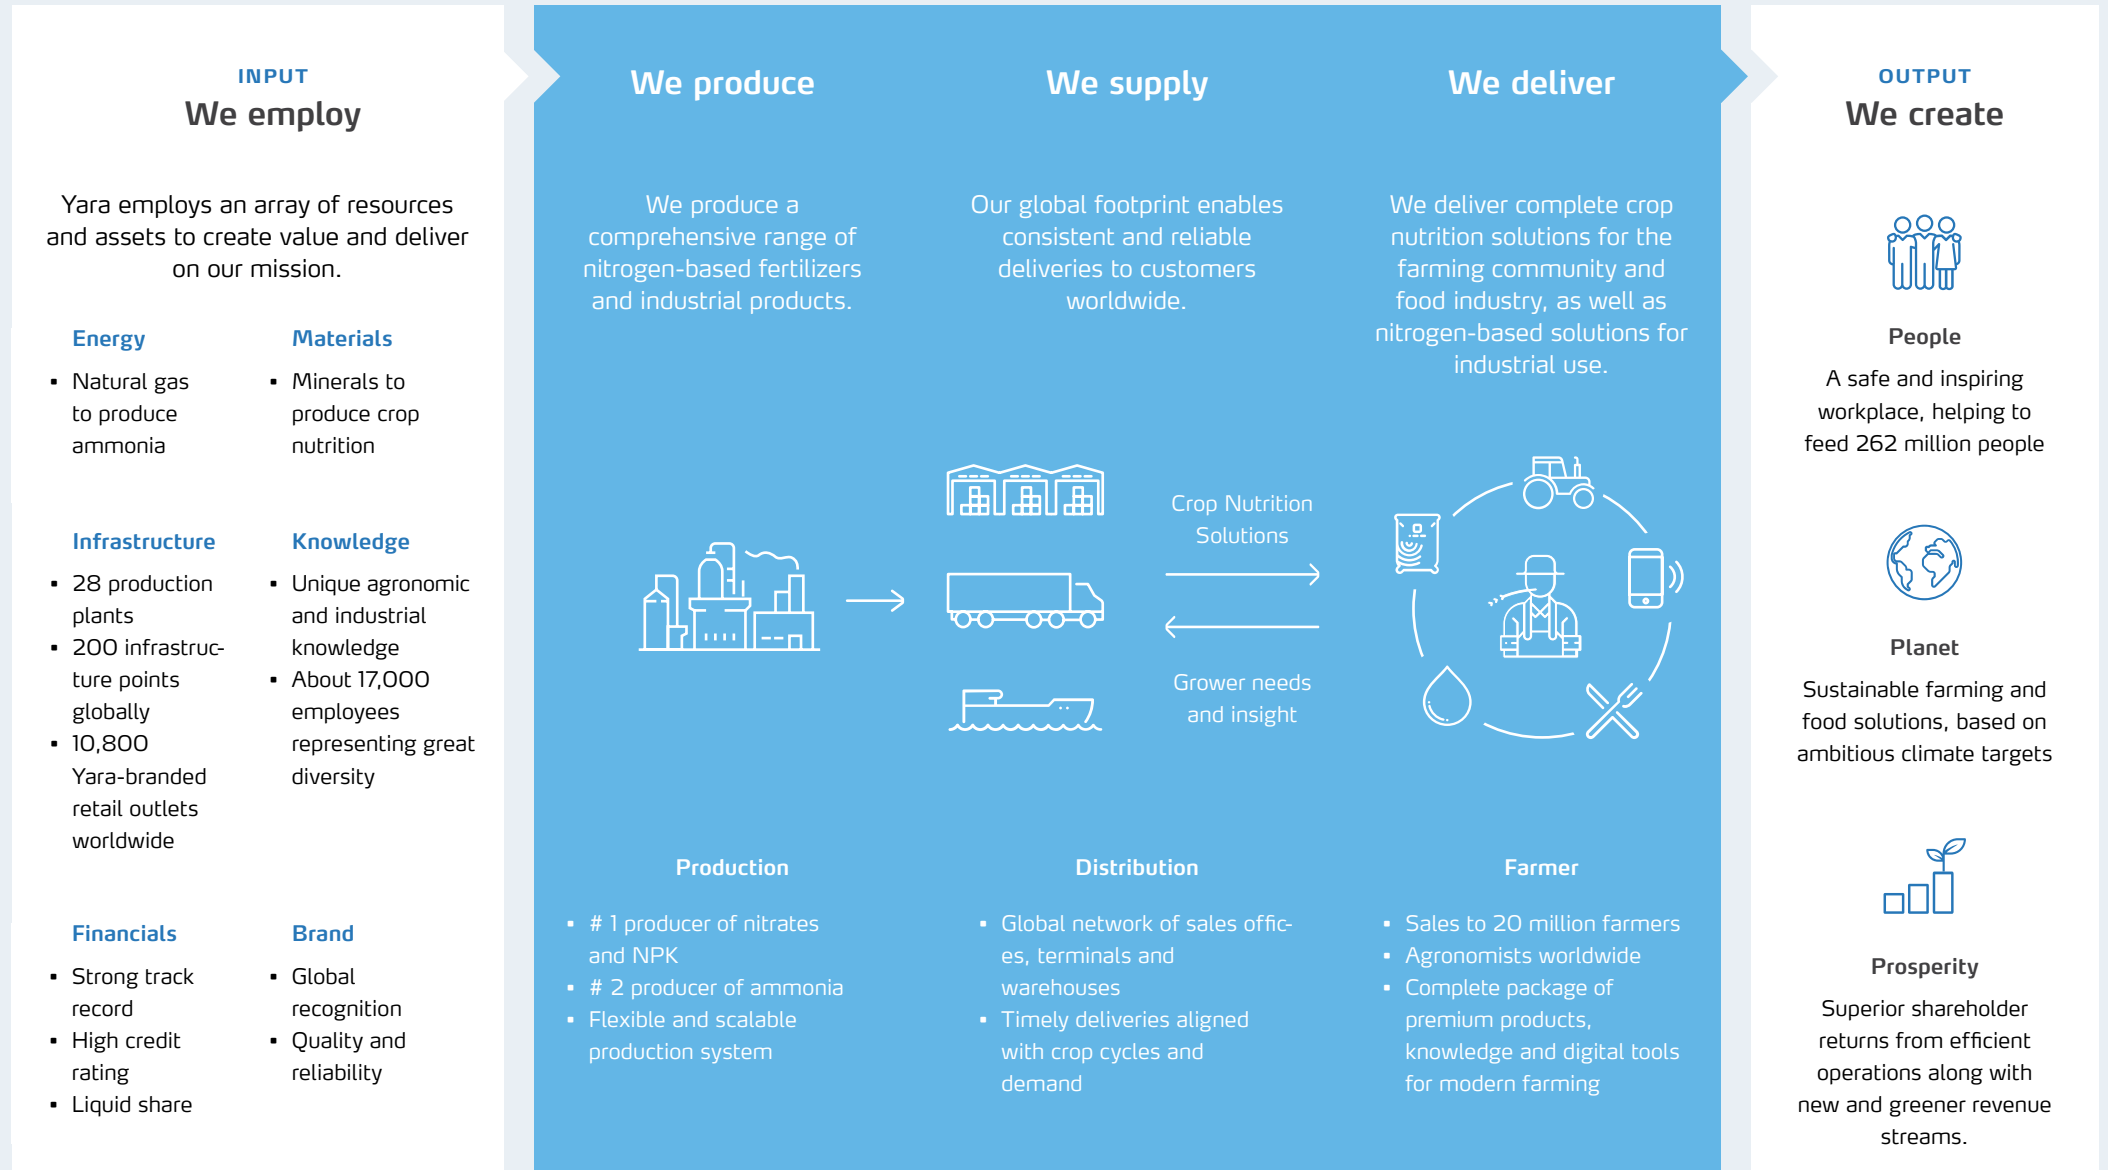 INPUT
We employ
Yara employs an array of resources
and assets to create value and deliver
on our mission.
Energy
▪ Natural gas
to produce
ammonia
Materials
▪ Minerals to
produce crop
nutrition
Infrastructure
▪ 28 production
plants
▪ 200 infrastruc-
ture points
globally
▪ 10,800
Yara-branded
retail outlets
worldwide
Knowledge
▪ Unique agronomic
and industrial
knowledge
▪ About 17,000
employees
representing great
diversity
Financials
▪ Strong track
record
▪ High credit
rating
▪ Liquid share
Brand
▪ Global
recognition
▪ Quality and
reliability
We produce
We produce a
comprehensive range of
nitrogen-based fertilizers
and industrial products.
Production
▪ # 1 producer of nitrates
and NPK
▪ # 2 producer of ammonia
▪ Flexible and scalable
production system
We supply
Our global footprint enables
consistent and reliable
deliveries to customers
worldwide.
Crop Nutrition
Solutions
Grower needs
and insight
Distribution
▪ Global network of sales offic-
es, terminals and
warehouses
▪ Timely deliveries aligned
with crop cycles and
demand
We deliver
We deliver complete crop
nutrition solutions for the
farming community and
food industry, as well as
nitrogen-based solutions for
industrial use.
Farmer
▪ Sales to 20 million farmers
▪ Agronomists worldwide
▪ Complete package of
premium products,
knowledge and digital tools
for modern farming
OUTPUT
We create
People
A safe and inspiring
workplace, helping to
feed 262 million people
Planet
Sustainable farming and
food solutions, based on
ambitious climate targets
Prosperity
Superior shareholder
returns from efficient
operations along with
new and greener revenue
streams.